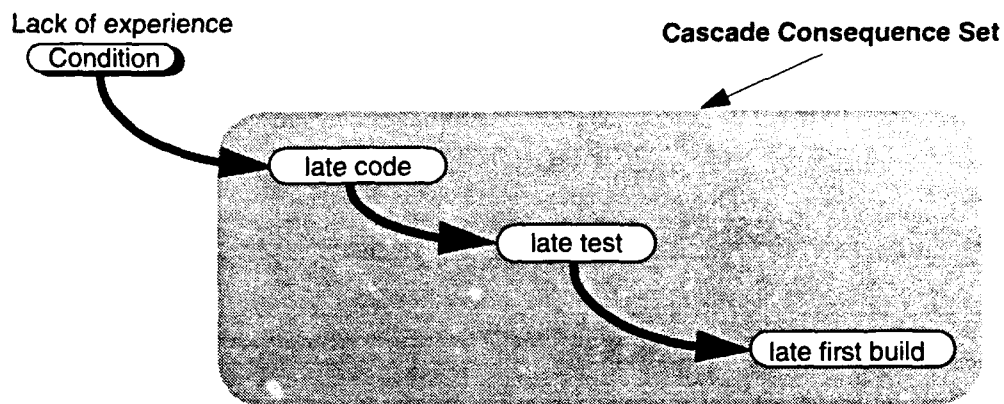 Lack of experience
Condition
Cascade Consequence Set
late code
late test
late first build